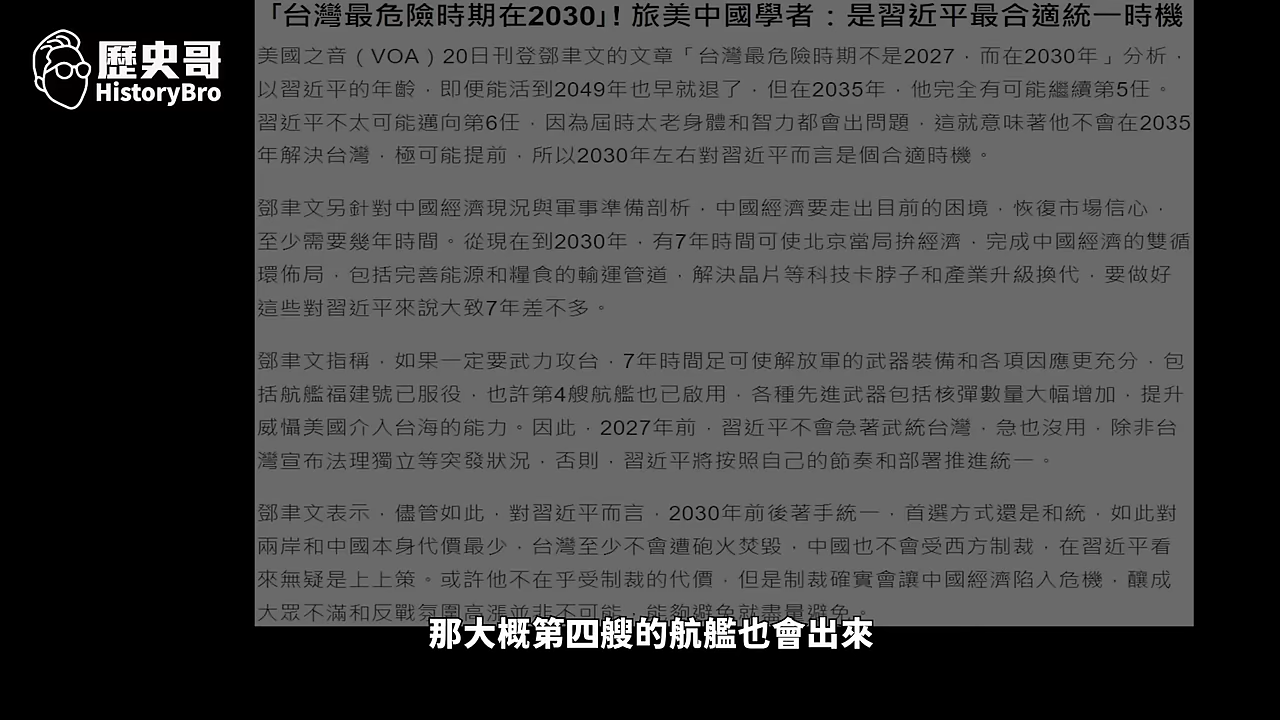 「台灣最危險時期在2030」! 旅美中國學者：是習近平最合適統一時機
歷史哥
HistoryBro
美國之音（VOA）20日刊登鄧聿文的文章「台灣最危險時期不是2027，而在2030年」分析，
以習近平的年齡，即便能活到2049年也早就退了，但在2035年，他完全有可能繼續第5任。
習近平不太可能邁向第6任，因為屆時太老身體和智力都會出問題，這就意味著他不會在2035
年解決台灣，極可能提前，所以2030年左右對習近平而言是個合適時機。
鄧聿文另針對中國經濟現況與軍事準備剖析，中國經濟要走出目前的困境，恢復市場信心，
至少需要幾年時間。從現在到2030年，有7年時間可使北京當局拚經濟，完成中國經濟的雙循
環佈局，包括完善能源和糧食的輸運管道，解決晶片等科技卡脖子和產業升級換代，要做好
這些對習近平來說大致7年差不多。
鄧聿文指稱，如果一定要武力攻台，7年時間足可使解放軍的武器裝備和各項因應更充分，包
括航艦福建號已服役，也許第4艘航艦也已啟用，各種先進武器包括核彈數量大幅增加，提升
威懾美國介入台海的能力。因此，2027年前，習近平不會急著武統台灣，急也沒用，除非台
灣宣布法理獨立等突發狀況，否則，習近平將按照自己的節奏和部署推進統一。
鄧聿文表示，儘管如此，對習近平而言，2030年前後著手統一，首選方式還是和統，如此對
兩岸和中國本身代價最少，台灣至少不會遭砲火焚毀，中國也不會受西方制裁，在習近平看
來無疑是上上策。或許他不在乎受制裁的代價，但是制裁確實會讓中國經濟陷入危機，釀成
大眾不滿和反戰氛圍高漲並非不可能，能夠避免就盡量避免。
那大概第四艘的航艦也會出來